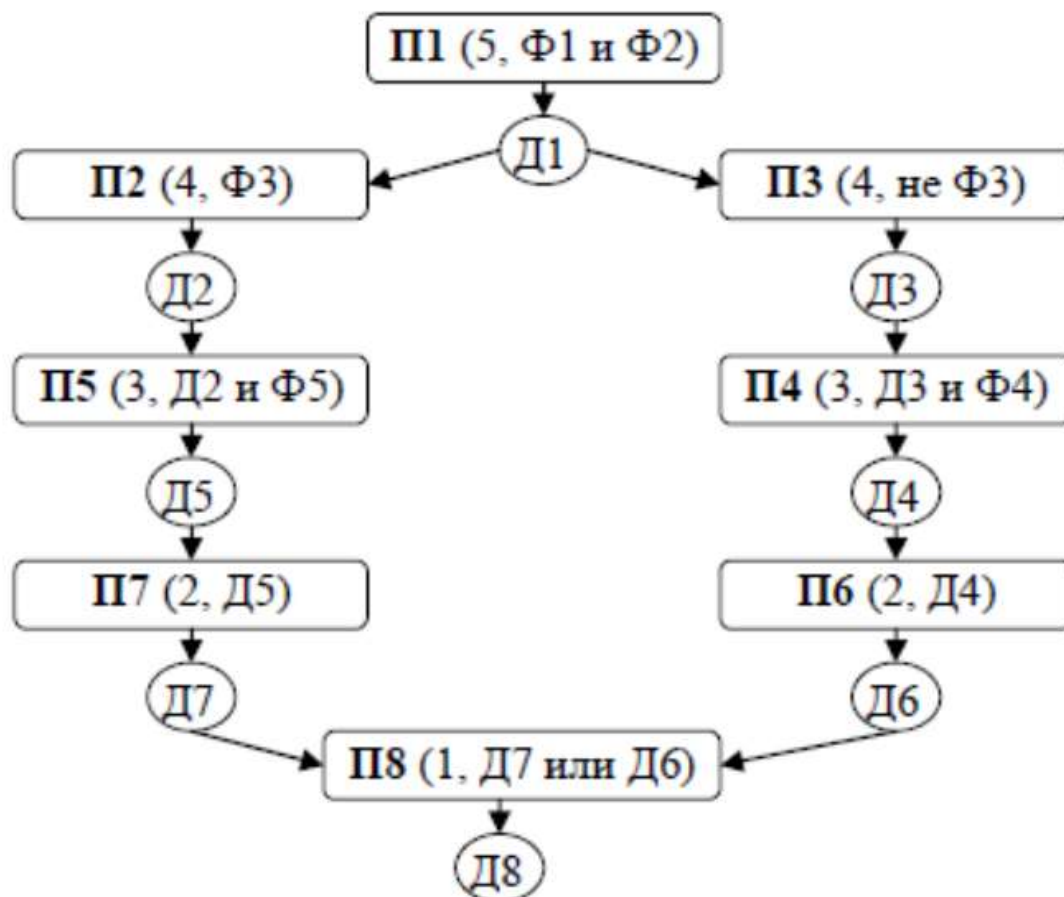 П1 (5, Ф1 и Ф2)
Д1
П2 (4, Ф3)
П3 (4, не Ф3)
Д2
Д3
П5 (3, Д2 и Ф5)
П4 (3, Д3 и Ф4)
Д5
Д4
П7 (2, Д5)
П6 (2, Д4)
Д7
Д6
П8 (1, Д7 или Д6)
Д8